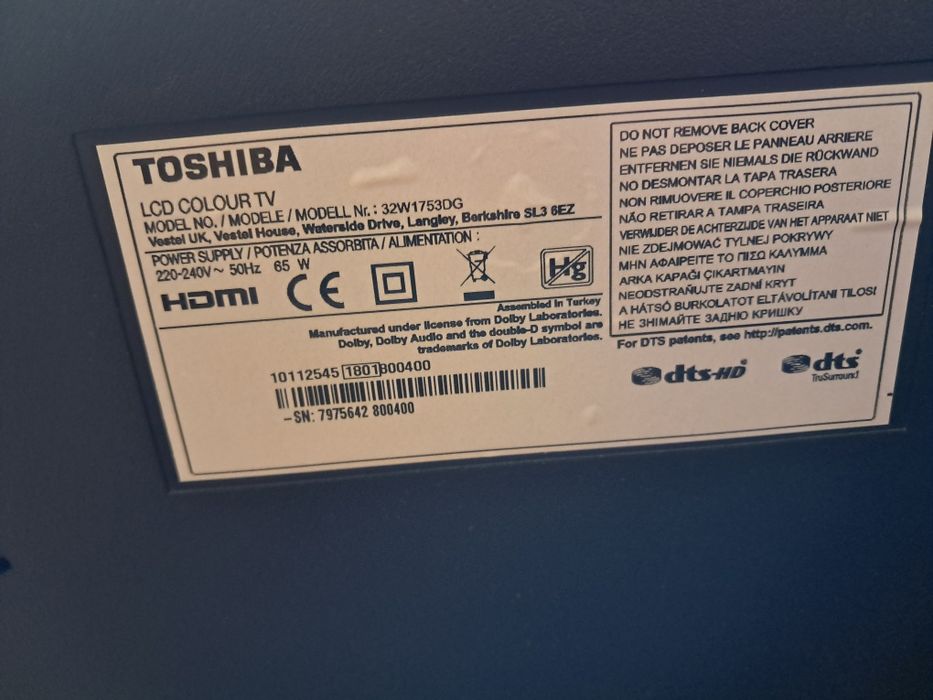 TOSHIBA
LCD COLOUR TV
MODEL NO. / MODELE / MODELL Nr. : 32W1753DG
Vestel UK, Vestel House, Waterside Drive, Langley, Berkshire SL3 6EZ
POWER SUPPLY / POTENZA ASSORBITA / ALIMENTATION :
220-240V~ 50Hz 65 W
HDMI CE Hg
Assembled in Turkey
Manufactured under license from Dolby Laboratories.
Dolby, Dolby Audio and the double-D symbol are
trademarks of Dolby Laboratories.
10112545 1801 800400
-SN: 7975642 800400
DO NOT REMOVE BACK COVER
NE PAS DEPOSER LE PANNEAU ARRIERE
ENTFERNEN SIE NIEMALS DIE RÜCKWAND
NO DESMONTAR LA TAPA TRASERA
NON RIMUOVERE IL COPERCHIO POSTERIORE
NÃO RETIRAR A TAMPA TRASEIRA
VERWIJDER DE ACHTERZIJDE VAN HET APPARAAT NIET
NIE ZDEJMOWAĆ TYLNEJ POKRYWY
ΜΗΝ ΑΦΑΙΡΕΙΤΕ ΤΟ ΠΙΣΩ ΚΑΛΥΜΜΑ
ARKA KAPAĞI ÇIKARTMAYIN
NEODSTRAŇUJTE ZADNÍ KRYT
A HÁTSÓ BURKOLATOT ELTÁVOLÍTANI TILOS!
НЕ ЗНІМАЙТЕ ЗАДНЮ КРИШКУ
For DTS patents, see http://patents.dts.com.
dts-HD dts
TruSurround